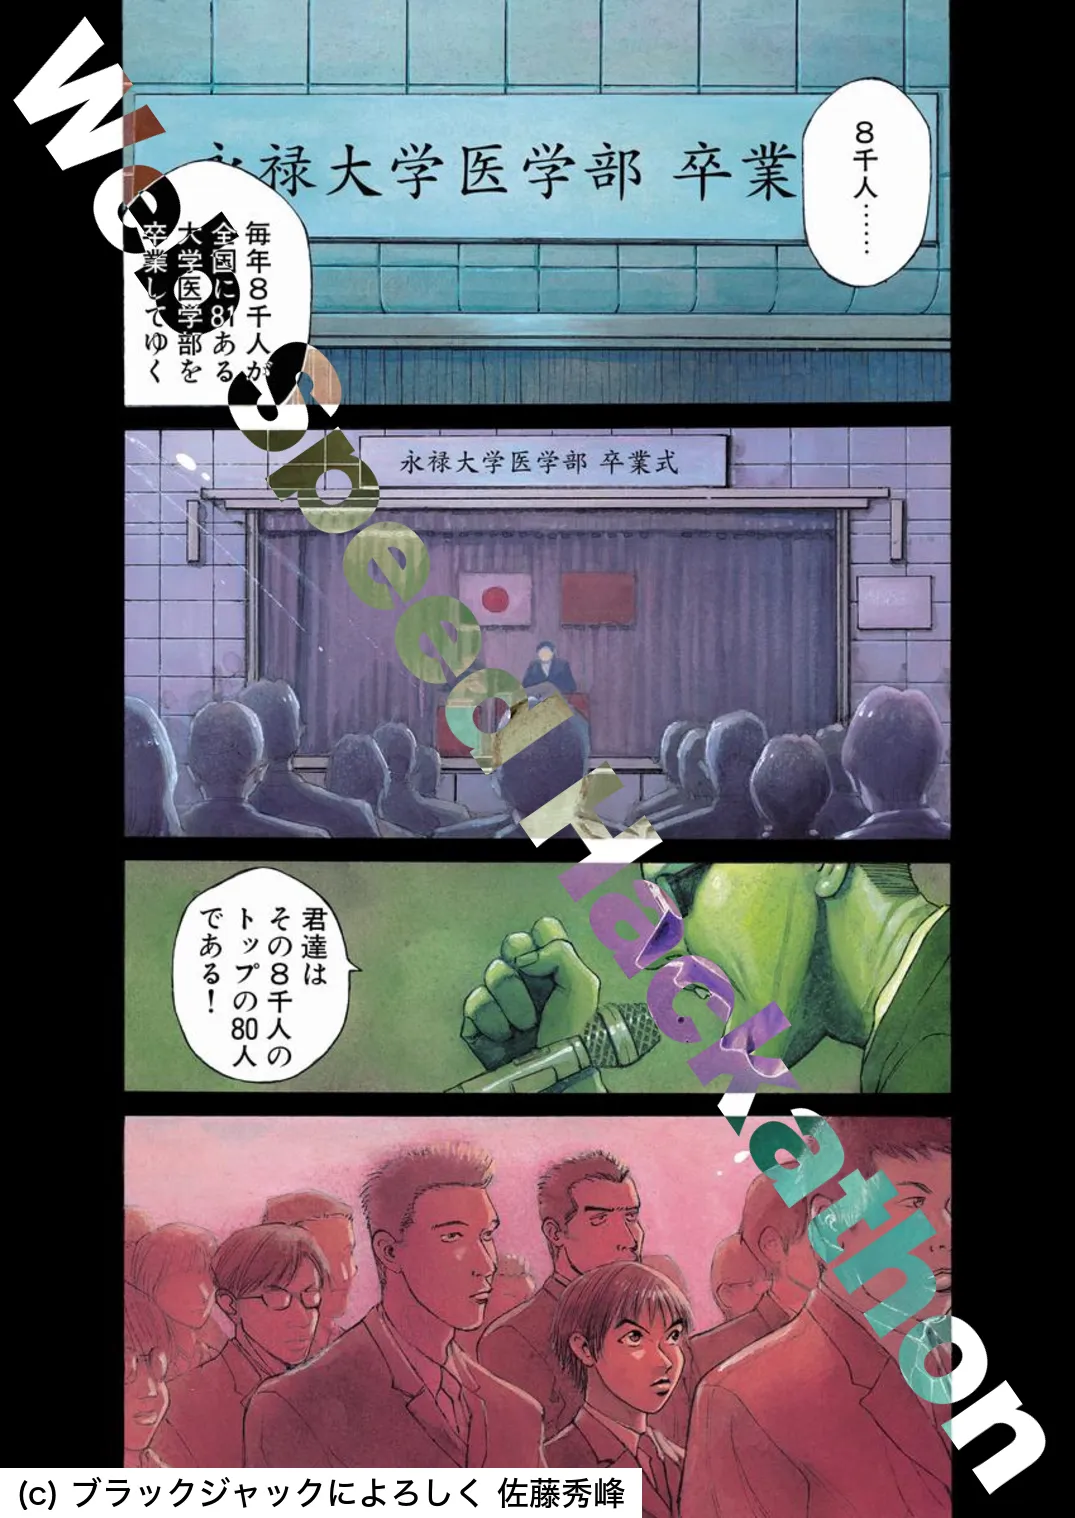 永禄大学医学部 卒業
8千人……
毎年8千人が
全国に81ある
大学医学部を
卒業してゆく
永禄大学医学部 卒業式
君達は
その8千人の
トップの80人
である！
Web Speed Hackathon
(c) ブラックジャックによろしく 佐藤秀峰